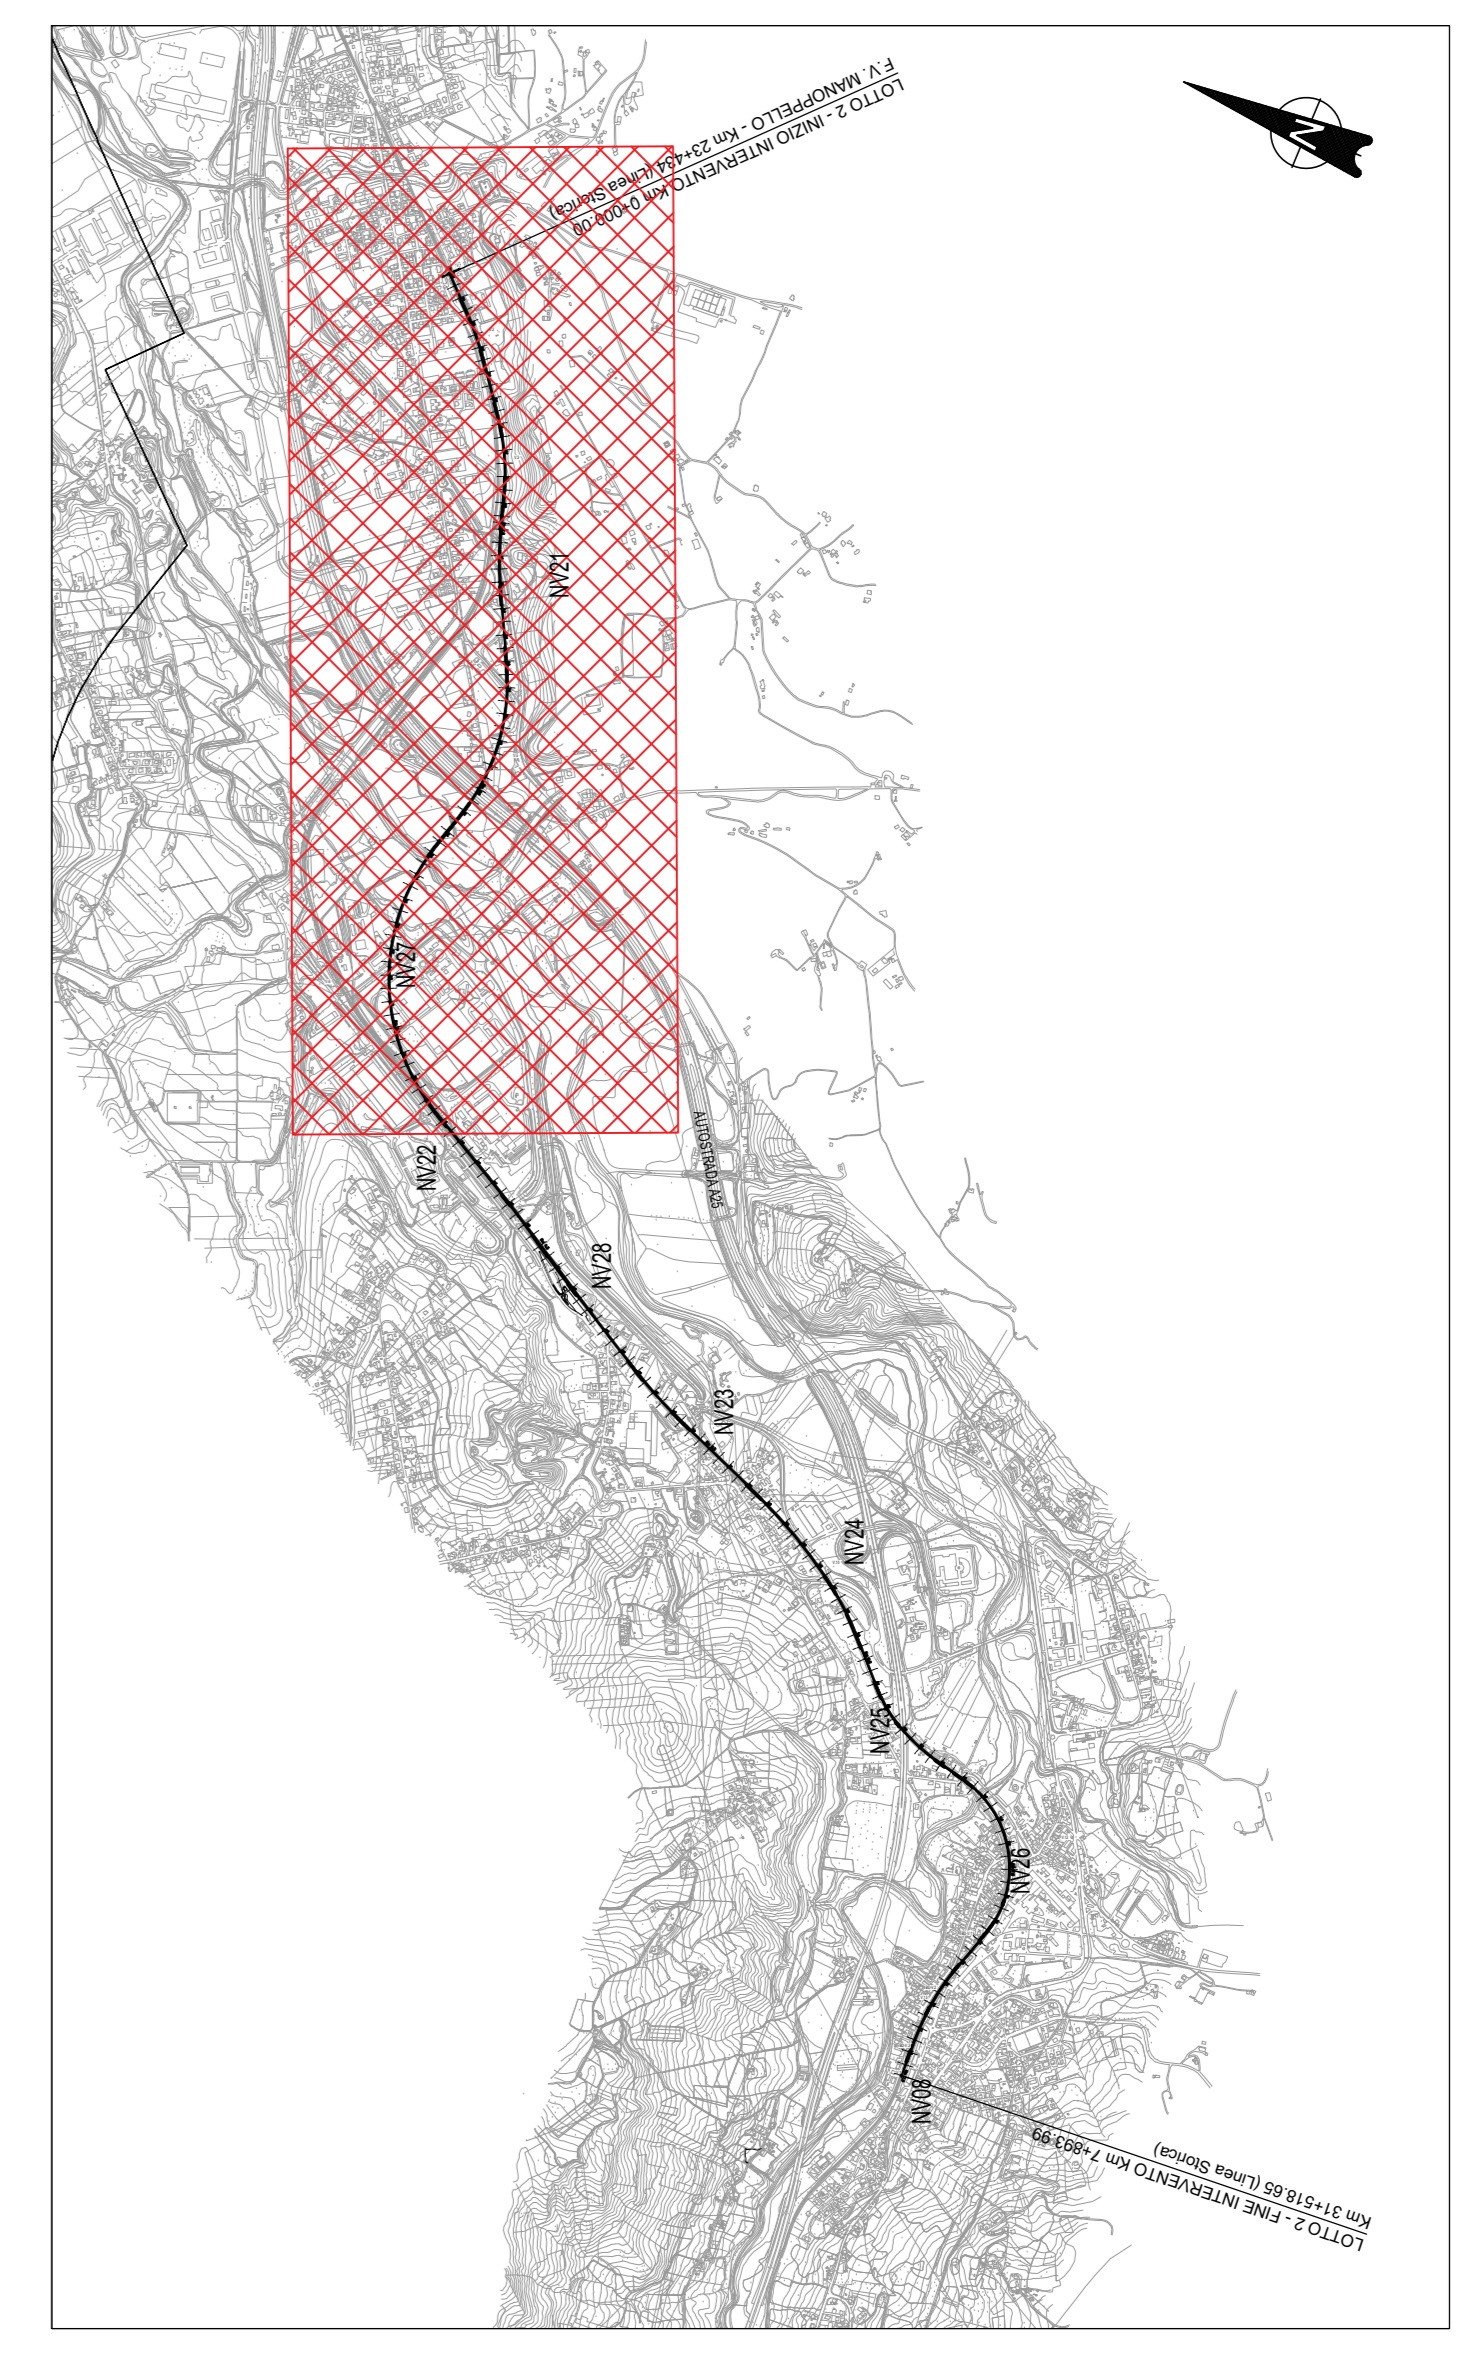 F.V. MANOPPELLO - Km 23+434 (Linea Storica)
LOTTO 2 - INIZIO INTERVENTO Km 0+000.00
N
NV21
NV27
AUTOSTRADA A25
NV22
NV28
NV23
NV24
NV25
NV26
NV08
LOTTO 2 - FINE INTERVENTO Km 7+893.99
Km 31+518.65 (Linea Storica)